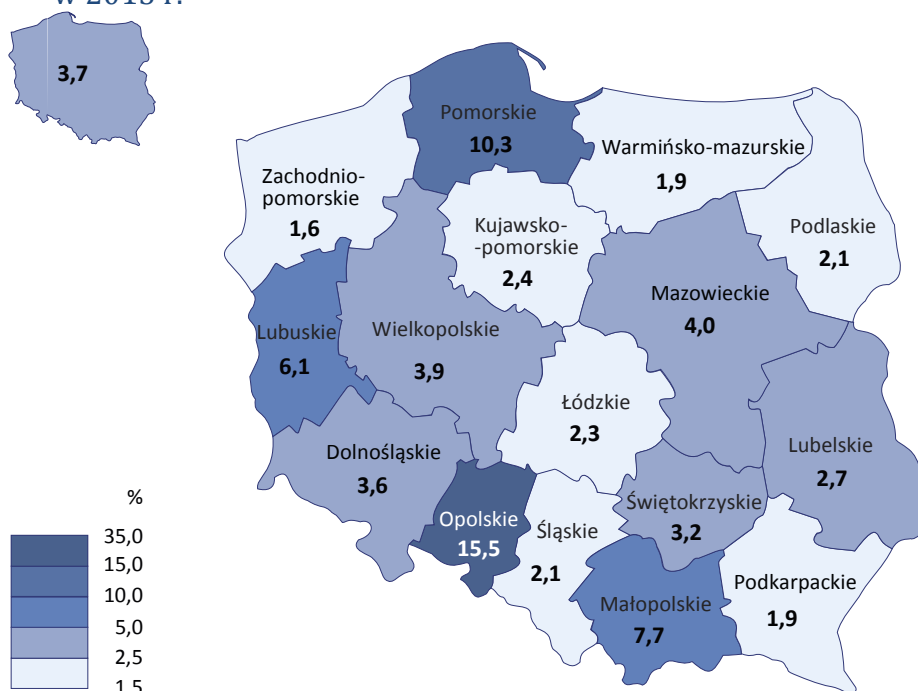 w 2015 r.
3,7
Pomorskie
10,3
Warmińsko-mazurskie
1,9
Zachodnio-
pomorskie
1,6
Kujawsko-
-pomorskie
2,4
Podlaskie
2,1
Mazowieckie
4,0
Lubuskie
6,1
Wielkopolskie
3,9
Łódzkie
2,3
Lubelskie
2,7
Dolnośląskie
3,6
Opolskie
15,5
Śląskie
2,1
Świętokrzyskie
3,2
Małopolskie
7,7
Podkarpackie
1,9
%
35,0
15,0
10,0
5,0
2,5
1,5